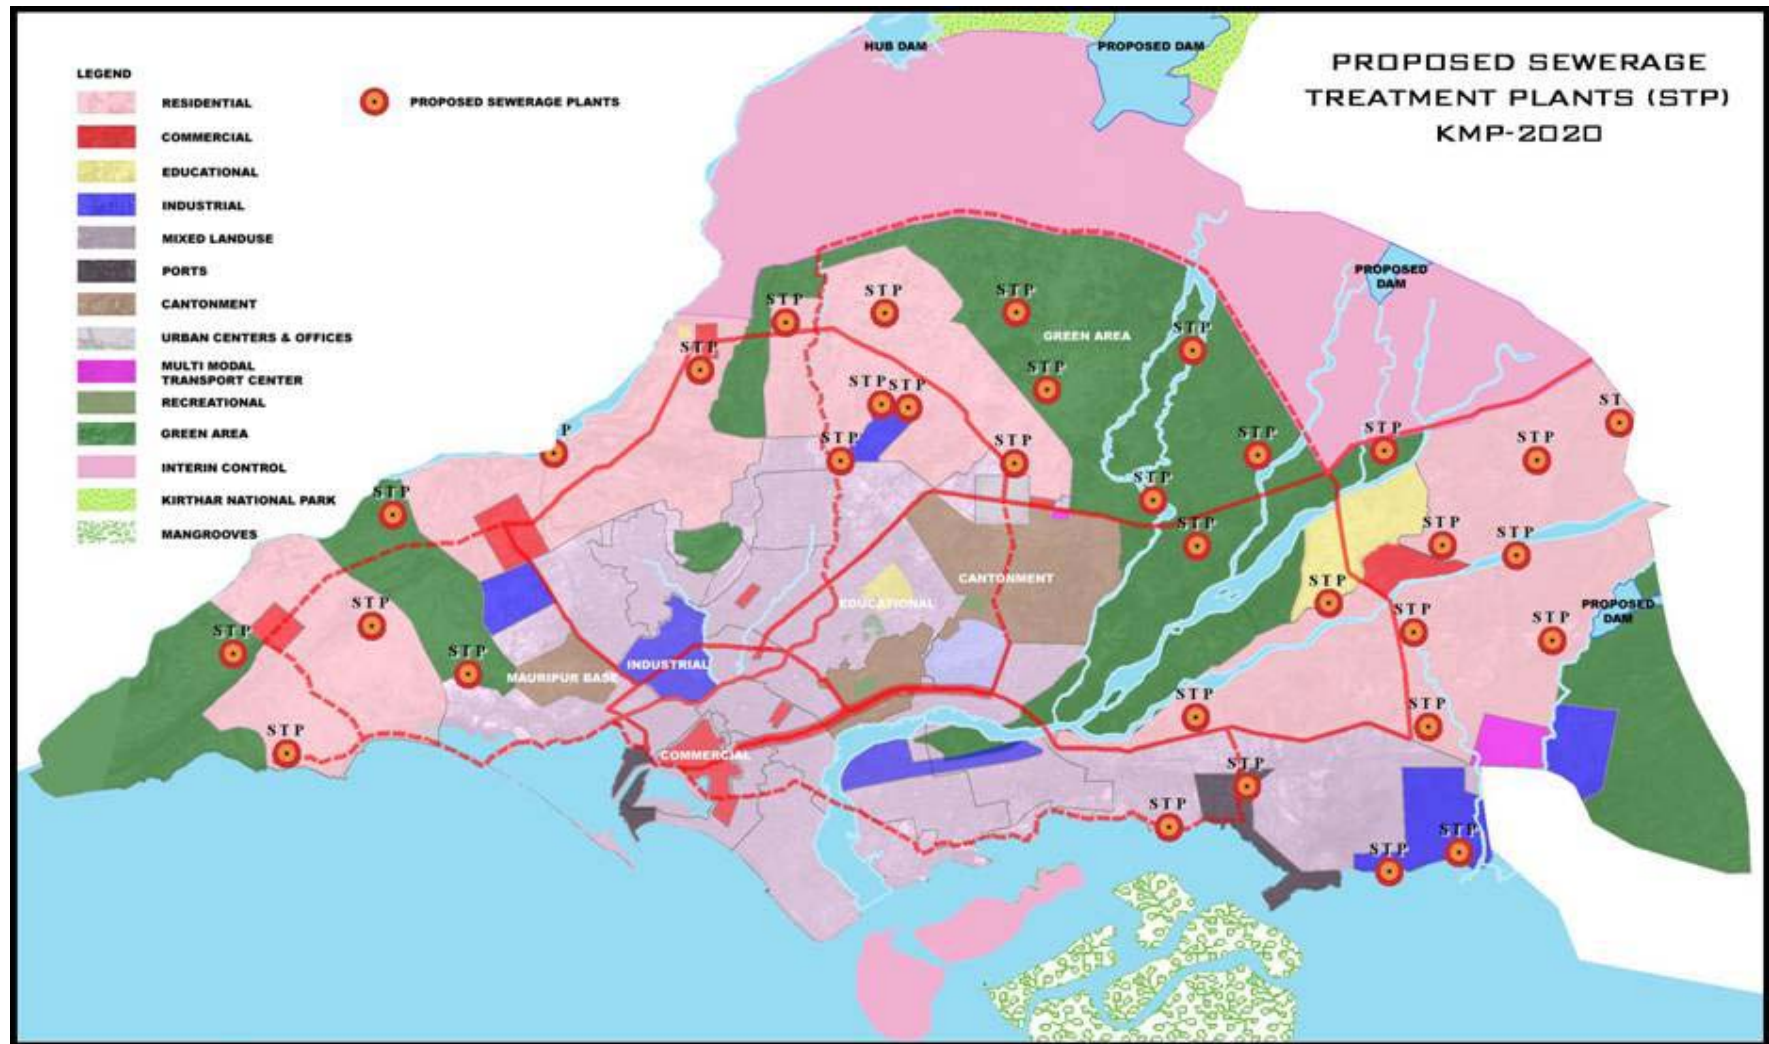 HUB DAM
PROPOSED DAM
PROPOSED SEWERAGE
TREATMENT PLANTS (STP)
KMP-2020
LEGEND
RESIDENTIAL
COMMERCIAL
EDUCATIONAL
INDUSTRIAL
MIXED LANDUSE
PORTS
CANTONMENT
URBAN CENTERS & OFFICES
MULTI MODAL
TRANSPORT CENTER
RECREATIONAL
GREEN AREA
INTERIN CONTROL
KIRTHAR NATIONAL PARK
MANGROOVES
PROPOSED SEWERAGE PLANTS
PROPOSED
DAM
STP
STP
STP
STP
GREEN AREA
STP
STP
STP
STP
ST
STP
P
STP
STP
STP
STP
STP
STP
STP
STP
STP
CANTONMENT
STP
EDUCATIONAL
STP
STP
PROPOSED
DAM
STP
STP
STP
INDUSTRIAL
MAURIPUR BASE
STP
STP
STP
COMMERCIAL
STP
STP
STP
STP